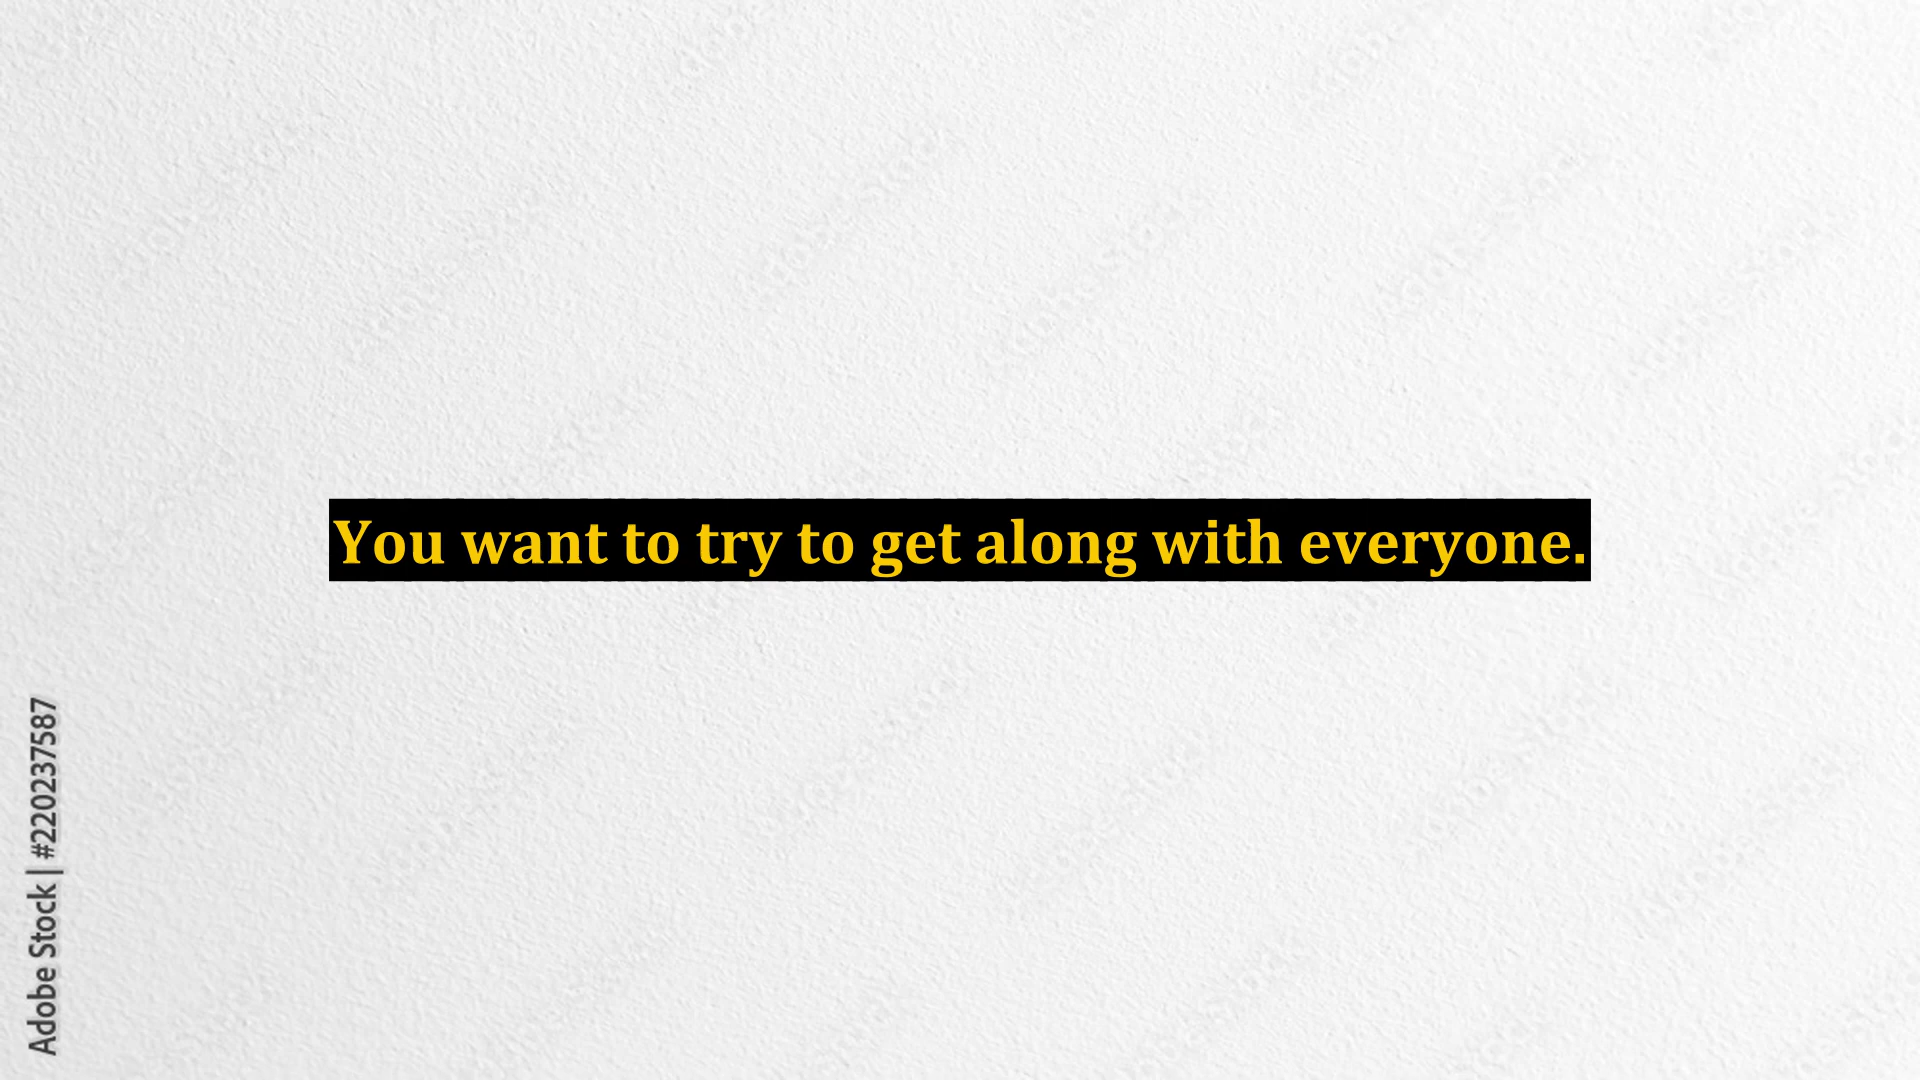 You want to try to get along with everyone.
Adobe Stock | #220237587